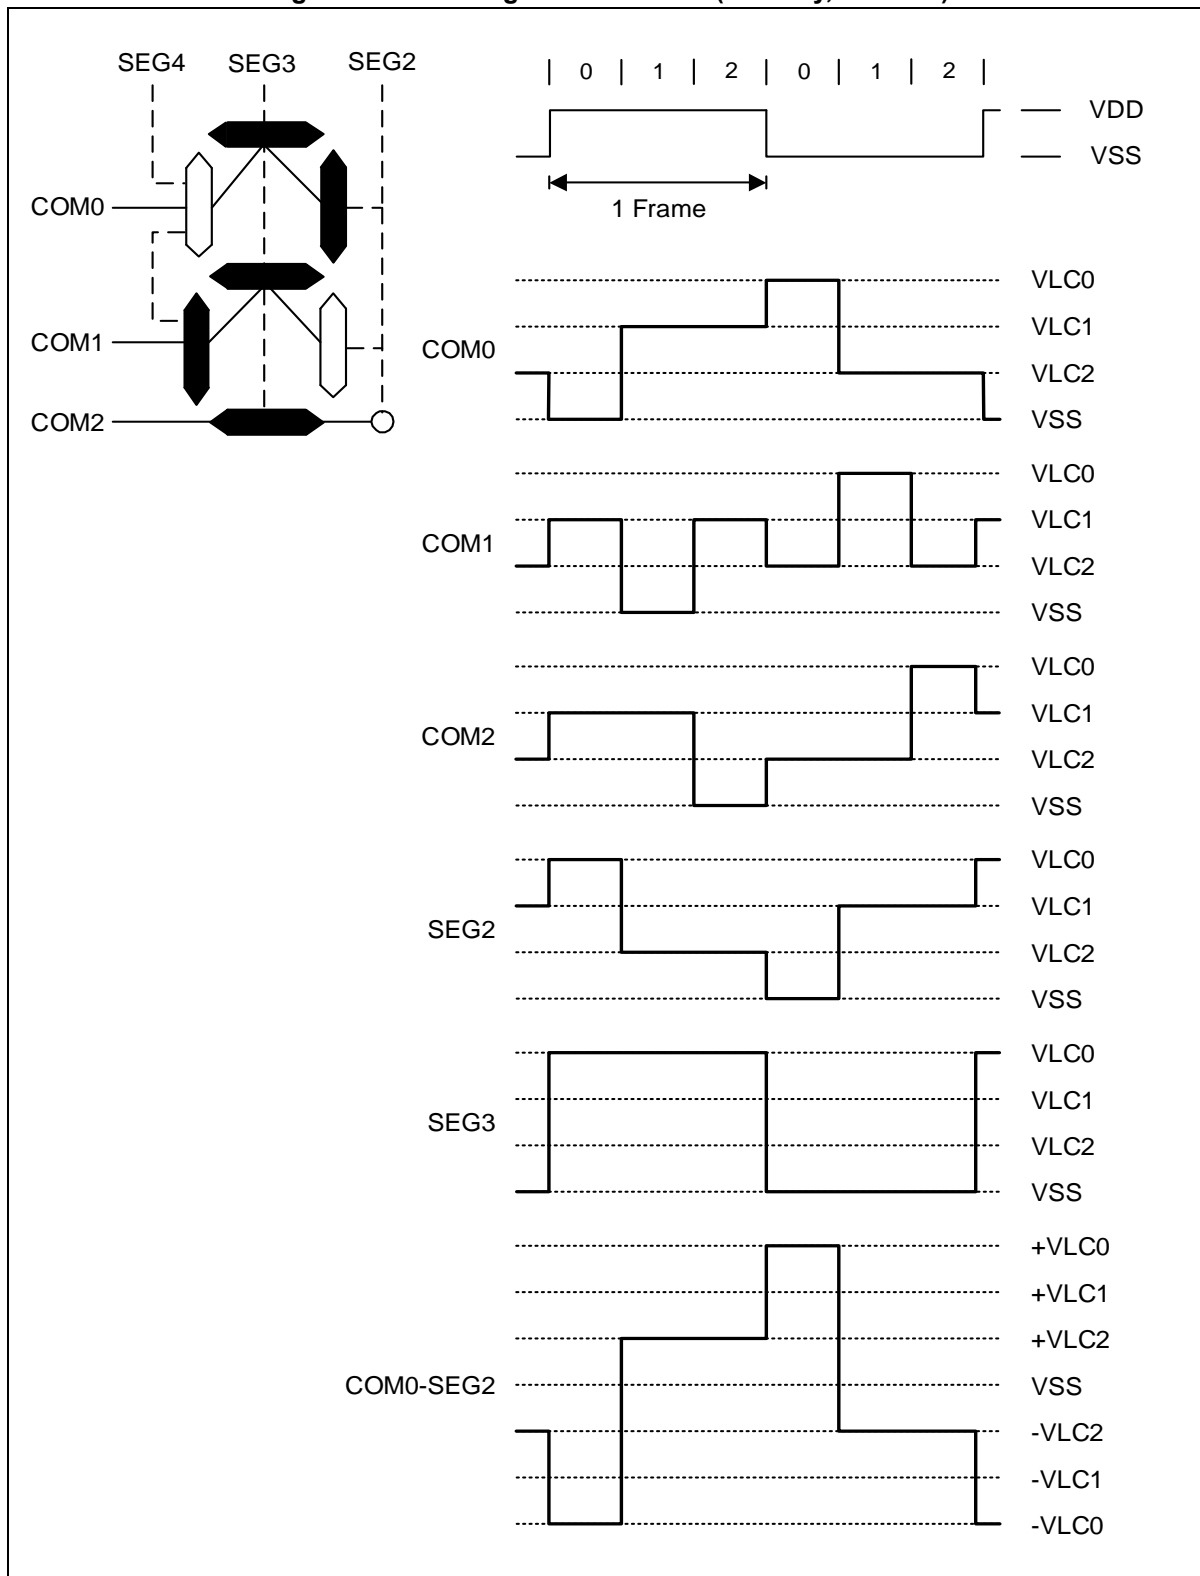 SEG4 SEG3 SEG2
0 1 2 0 1 2
VDD
VSS
1 Frame
COM0
COM1
COM2
COM0
VLC0
VLC1
VLC2
VSS
COM1
VLC0
VLC1
VLC2
VSS
COM2
VLC0
VLC1
VLC2
VSS
SEG2
VLC0
VLC1
VLC2
VSS
SEG3
VLC0
VLC1
VLC2
VSS
COM0-SEG2
+VLC0
+VLC1
+VLC2
VSS
-VLC2
-VLC1
-VLC0